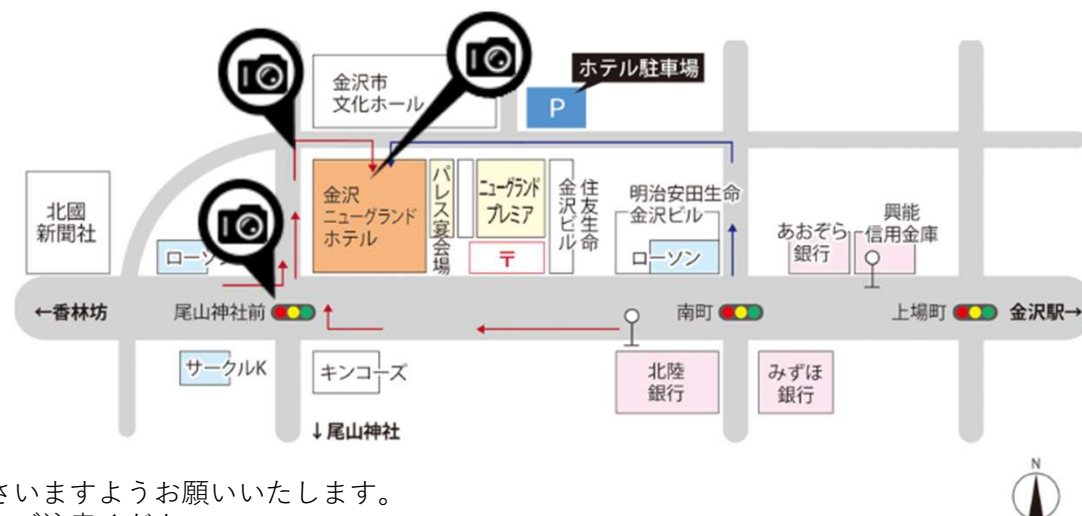 金沢市
文化ホール
ホテル駐車場
P
北國
新聞社
金沢
ニューグランド
ホテル
パレス宴会場
ニューグランド
プレミア
〒
住友生命
金沢ビル
明治安田生命
金沢ビル
ローソン
ローソン
あおぞら
銀行
興能
信用金庫
←香林坊
尾山神社前
南町
上場町
金沢駅→
サークルK
キンコーズ
北陸
銀行
みずほ
銀行
↓尾山神社
さいますようお願いいたします。
N